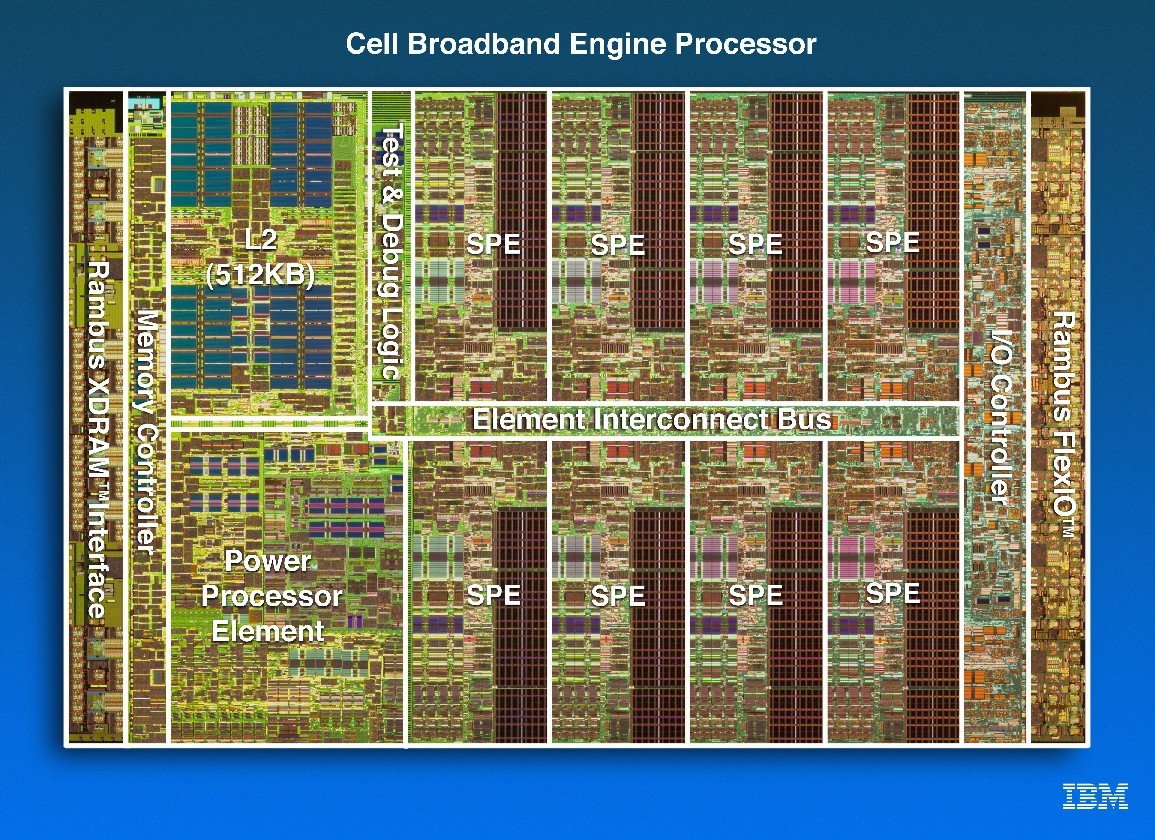 Cell Broadband Engine Processor
Rambus XDRAM™ Interface
Memory Controller
L2
(512KB)
Test & Debug Logic
SPE
SPE
SPE
SPE
I/O Controller
Rambus FlexIO™
Element Interconnect Bus
Power
Processor
Element
SPE
SPE
SPE
SPE
IBM